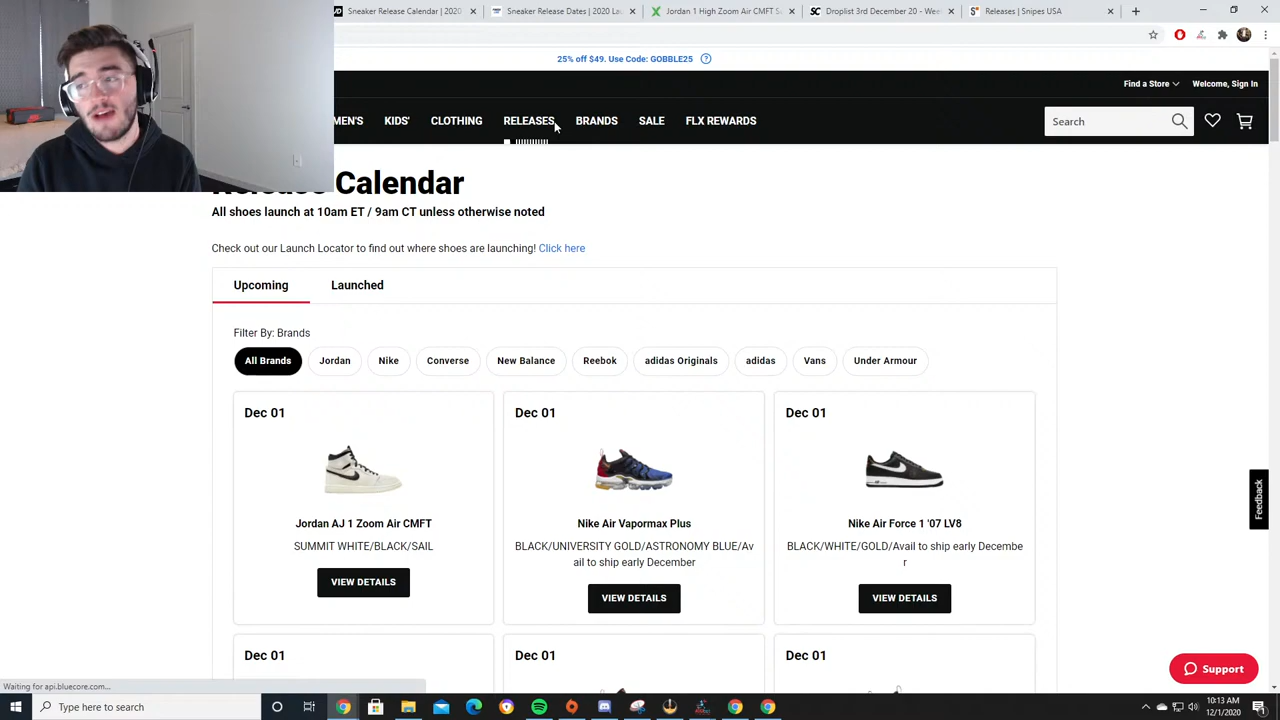 Sneaker Release Calendar | 2020
Sneaker Release Dates | 2020 La
Jordan 1 High Zoom Air CMFT Su
Droplist 3rd December 20 - Wee
Releases | Snipes USA
25% off $49. Use Code: GOBBLE25
Find a Store
Welcome, Sign In
MEN'S KIDS' CLOTHING RELEASES BRANDS SALE FLX REWARDS
Search
Calendar
All shoes launch at 10am ET / 9am CT unless otherwise noted
Check out our Launch Locator to find out where shoes are launching! Click here
Upcoming Launched
Filter By: Brands
All Brands Jordan Nike Converse New Balance Reebok adidas Originals adidas Vans Under Armour
Dec 01
Jordan AJ 1 Zoom Air CMFT
SUMMIT WHITE/BLACK/SAIL
VIEW DETAILS
Dec 01
Nike Air Vapormax Plus
BLACK/UNIVERSITY GOLD/ASTRONOMY BLUE/Av
ail to ship early December
VIEW DETAILS
Dec 01
Nike Air Force 1 '07 LV8
BLACK/WHITE/GOLD/Avail to ship early Decembe
r
VIEW DETAILS
Dec 01
Dec 01
Dec 01
Feedback
Support
Waiting for api.bluecore.com...
Type here to search
10:13 AM
12/1/2020